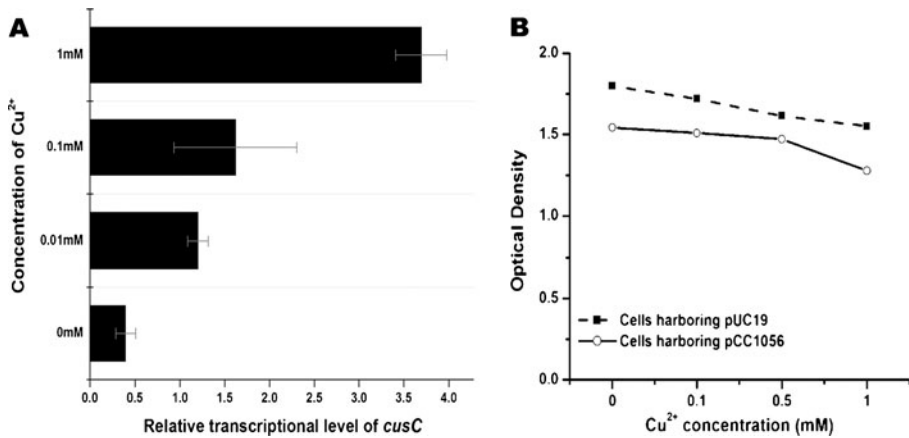 A
Concentration of Cu²⁺
1mM
0.1mM
0.01mM
0mM
0.0 0.5 1.0 1.5 2.0 2.5 3.0 3.5 4.0
Relative transcriptional level of cusC
B
Optical Density
2.0
1.5
1.0
0.5
0.0
Cells harboring pUC19
Cells harboring pCC1056
0 0.1 0.5 1
Cu²⁺ concentration (mM)